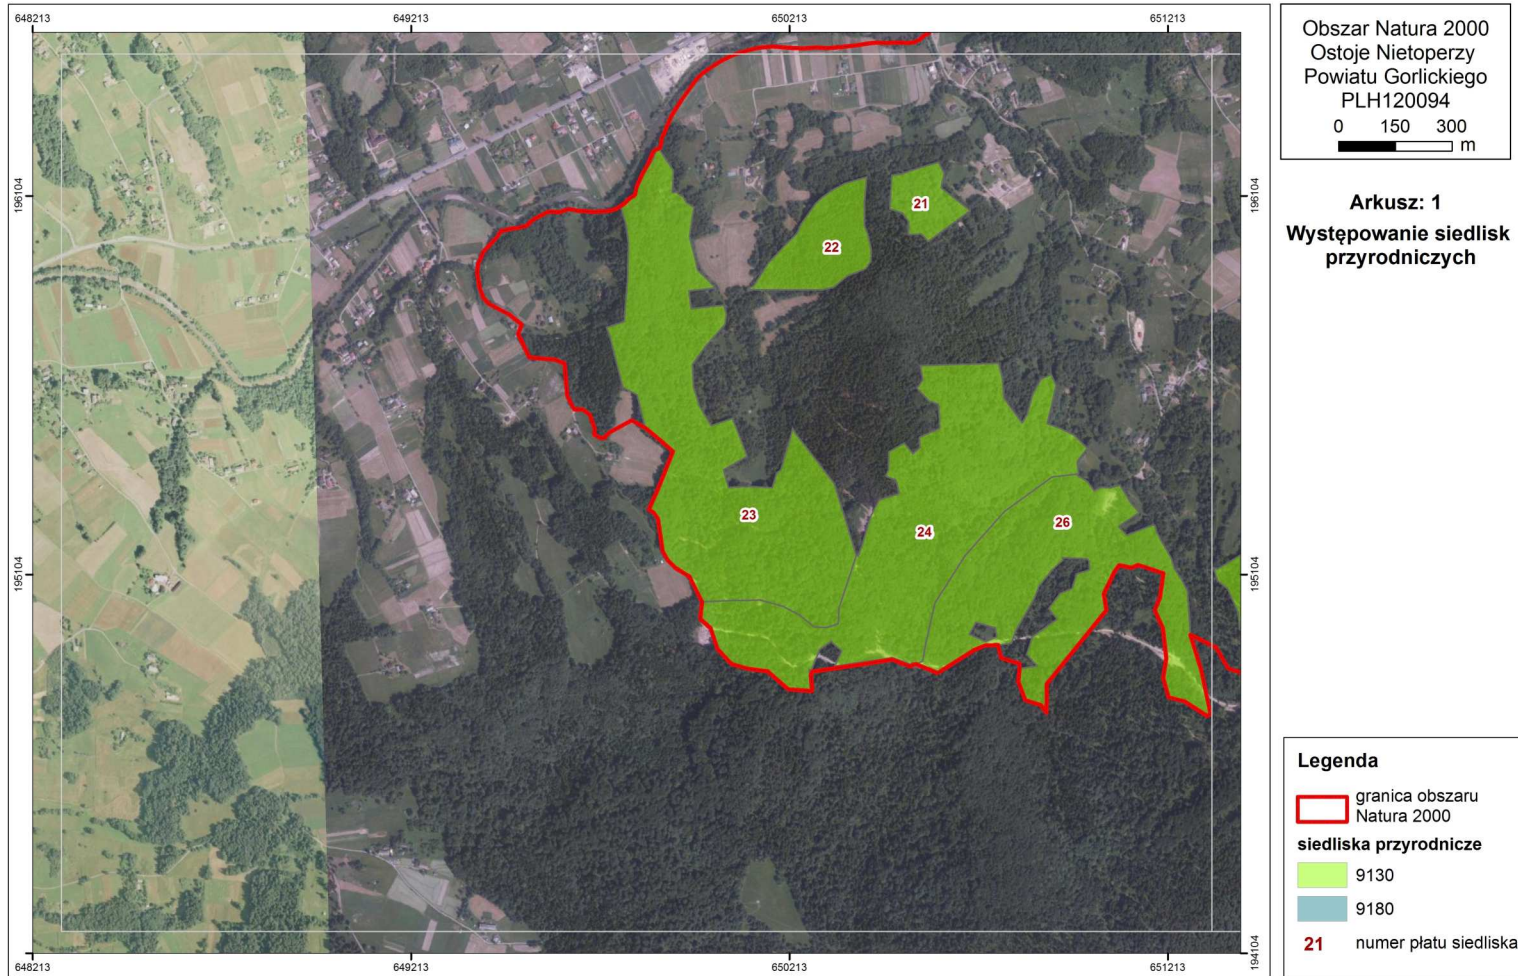 648213
649213
650213
651213
196104
196104
195104
195104
194104
648213
649213
650213
651213
21
22
23
24
26
Obszar Natura 2000
Ostoje Nietoperzy
Powiatu Gorlickiego
PLH120094
0 150 300
m
Arkusz: 1
Występowanie siedlisk
przyrodniczych
Legenda
granica obszaru
Natura 2000
siedliska przyrodnicze
9130
9180
21 numer płatu siedliska